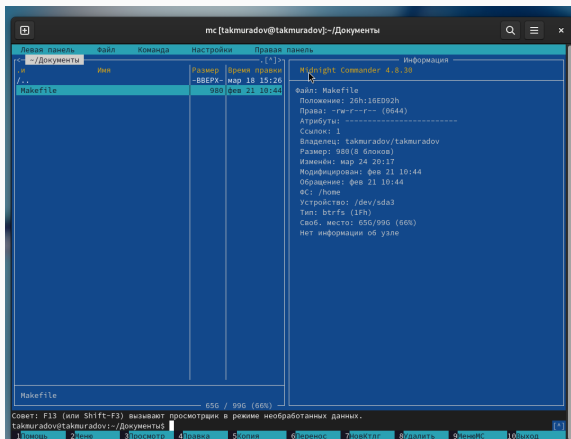 mc [takmuradov@takmuradov]:~/Документы
Левая панель Файл Команда Настройки Правая панель
~/Документы .[^]>
.и Имя Размер Время правки
/.. -ВВЕРХ- мар 18 15:26
Makefile 980 фев 21 10:44
Makefile
65G / 99G (66%)
Информация
Midnight Commander 4.8.30
Файл: Makefile
Положение: 26h:16ED92h
Права: -rw-r--r-- (0644)
Атрибуты: ------------------------
Ссылок: 1
Владелец: takmuradov/takmuradov
Размер: 980(8 блоков)
Изменён: мар 24 20:17
Модифицирован: фев 21 10:44
Обращение: фев 21 10:44
ФС: /home
Устройство: /dev/sda3
Тип: btrfs (1Fh)
Своб. место: 65G/99G (66%)
Нет информации об узле
Совет: F13 (или Shift-F3) вызывают просмотрщик в режиме необработанных данных.
takmuradov@takmuradov:~/Документы$ [^]
1Помощь 2Меню 3Просмотр 4Правка 5Копия 6Перенос 7НовКтлг 8Удалить 9МенюMC 10Выход